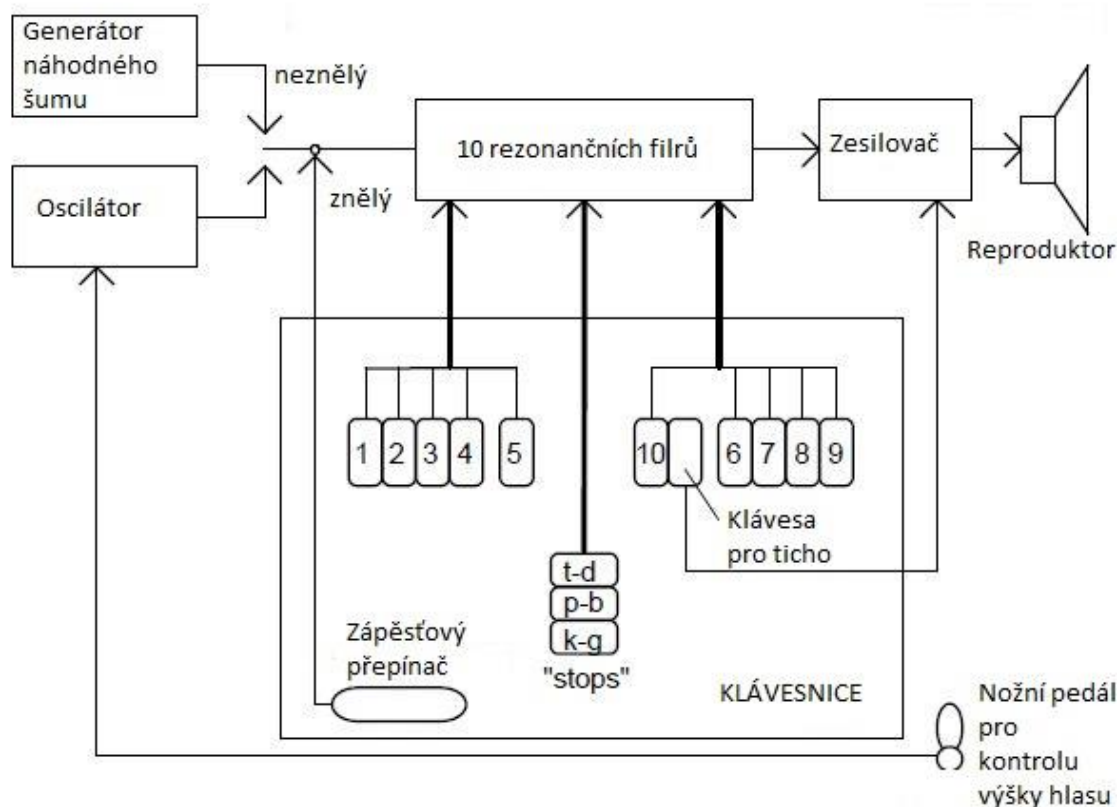 Generátor
náhodného
šumu
neznělý
Oscilátor
znělý
10 rezonančních filrů
Zesilovač
Reproduktor
1 2 3 4 5
10 6 7 8 9
Klávesa
pro ticho
t-d
p-b
k-g
"stops"
Zápěsťový
přepínač
KLÁVESNICE
Nožní pedál
pro
kontrolu
výšky hlasu